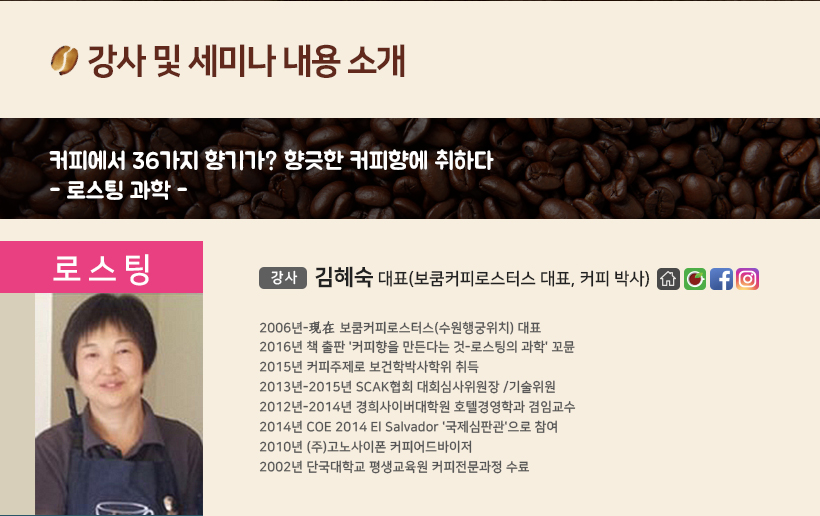 강사 및 세미나 내용 소개
커피에서 36가지 향기가? 향긋한 커피향에 취하다
- 로스팅 과학 -
로스팅
강사 김혜숙 대표(보쿰커피로스터스 대표, 커피 박사)
2006년-現在 보쿰커피로스터스(수원행궁위치) 대표
2016년 책 출판 '커피향을 만든다는 것-로스팅의 과학' 꼬뮨
2015년 커피주제로 보건학박사학위 취득
2013년-2015년 SCAK협회 대회심사위원장 /기술위원
2012년-2014년 경희사이버대학원 호텔경영학과 겸임교수
2014년 COE 2014 El Salvador '국제심판관'으로 참여
2010년 (주)고노사이폰 커피어드바이저
2002년 단국대학교 평생교육원 커피전문과정 수료